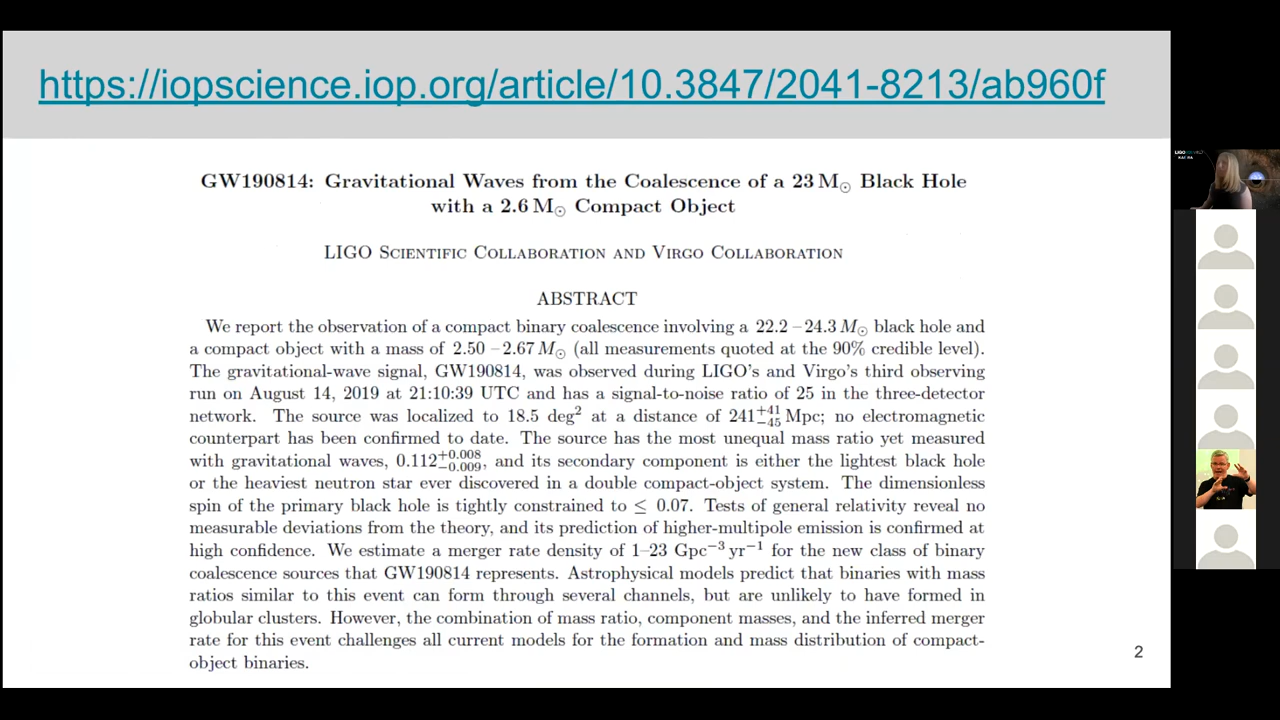 https://iopscience.iop.org/article/10.3847/2041-8213/ab960f
GW190814: Gravitational Waves from the Coalescence of a 23 M⊙ Black Hole
with a 2.6 M⊙ Compact Object
LIGO Scientific Collaboration and Virgo Collaboration
ABSTRACT
We report the observation of a compact binary coalescence involving a 22.2 – 24.3 M⊙ black hole and
a compact object with a mass of 2.50 – 2.67 M⊙ (all measurements quoted at the 90% credible level).
The gravitational-wave signal, GW190814, was observed during LIGO's and Virgo's third observing
run on August 14, 2019 at 21:10:39 UTC and has a signal-to-noise ratio of 25 in the three-detector
network. The source was localized to 18.5 deg² at a distance of 241+41−45 Mpc; no electromagnetic
counterpart has been confirmed to date. The source has the most unequal mass ratio yet measured
with gravitational waves, 0.112+0.008−0.009, and its secondary component is either the lightest black hole
or the heaviest neutron star ever discovered in a double compact-object system. The dimensionless
spin of the primary black hole is tightly constrained to ≤ 0.07. Tests of general relativity reveal no
measurable deviations from the theory, and its prediction of higher-multipole emission is confirmed at
high confidence. We estimate a merger rate density of 1–23 Gpc⁻³ yr⁻¹ for the new class of binary
coalescence sources that GW190814 represents. Astrophysical models predict that binaries with mass
ratios similar to this event can form through several channels, but are unlikely to have formed in
globular clusters. However, the combination of mass ratio, component masses, and the inferred merger
rate for this event challenges all current models for the formation and mass distribution of compact-
object binaries.
2